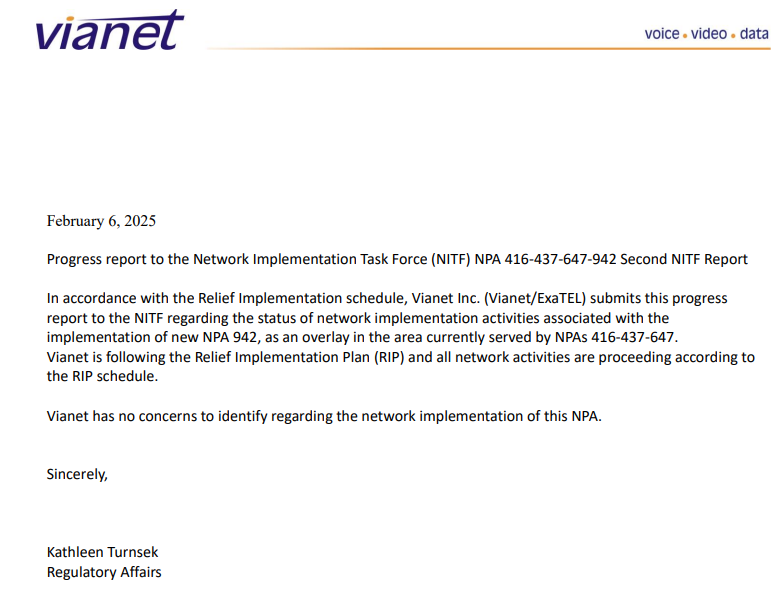 vianet
voice • video • data
February 6, 2025
Progress report to the Network Implementation Task Force (NITF) NPA 416-437-647-942 Second NITF Report
In accordance with the Relief Implementation schedule, Vianet Inc. (Vianet/ExaTEL) submits this progress
report to the NITF regarding the status of network implementation activities associated with the
implementation of new NPA 942, as an overlay in the area currently served by NPAs 416-437-647.
Vianet is following the Relief Implementation Plan (RIP) and all network activities are proceeding according to
the RIP schedule.
Vianet has no concerns to identify regarding the network implementation of this NPA.
Sincerely,
Kathleen Turnsek
Regulatory Affairs